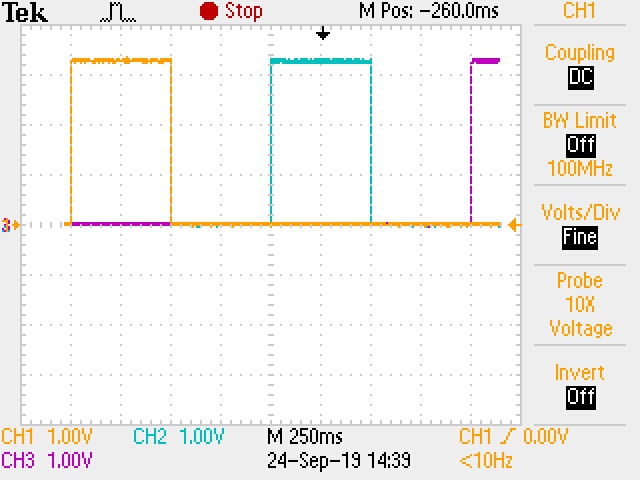 Tek Stop M Pos: -260.0ms CH1
Coupling
DC
BW Limit
Off
100MHz
Volts/Div
Fine
3
Probe
10X
Voltage
Invert
Off
CH1 1.00V CH2 1.00V M 250ms CH1 0.00V
CH3 1.00V 24-Sep-19 14:39 <10Hz